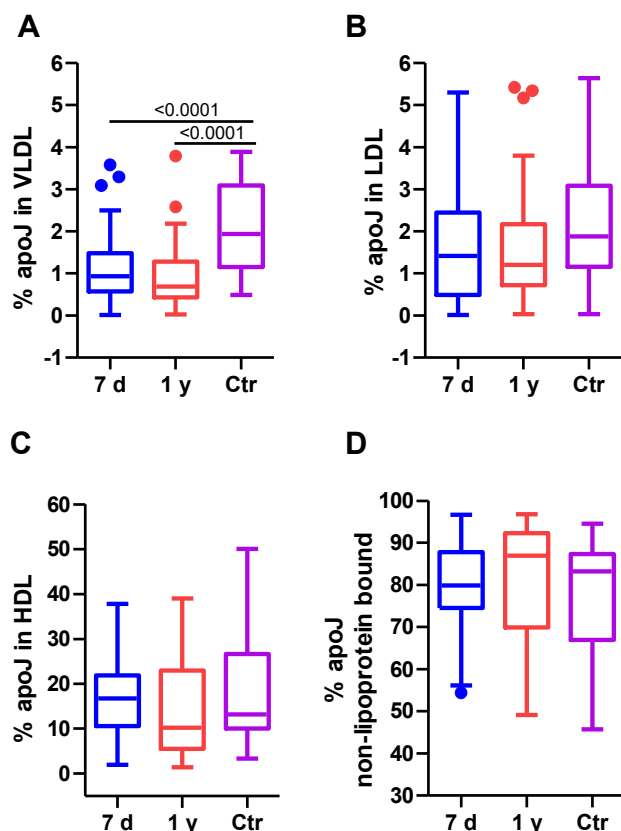 A
% apoJ in VLDL
6
5
4
3
2
1
0
-1
<0.0001
<0.0001
7 d 1 y Ctr
B
% apoJ in LDL
6
5
4
3
2
1
0
-1
7 d 1 y Ctr
C
% apoJ in HDL
60
50
40
30
20
10
0
7 d 1 y Ctr
D
% apoJ
non-lipoprotein bound
100
90
80
70
60
50
40
30
7 d 1 y Ctr